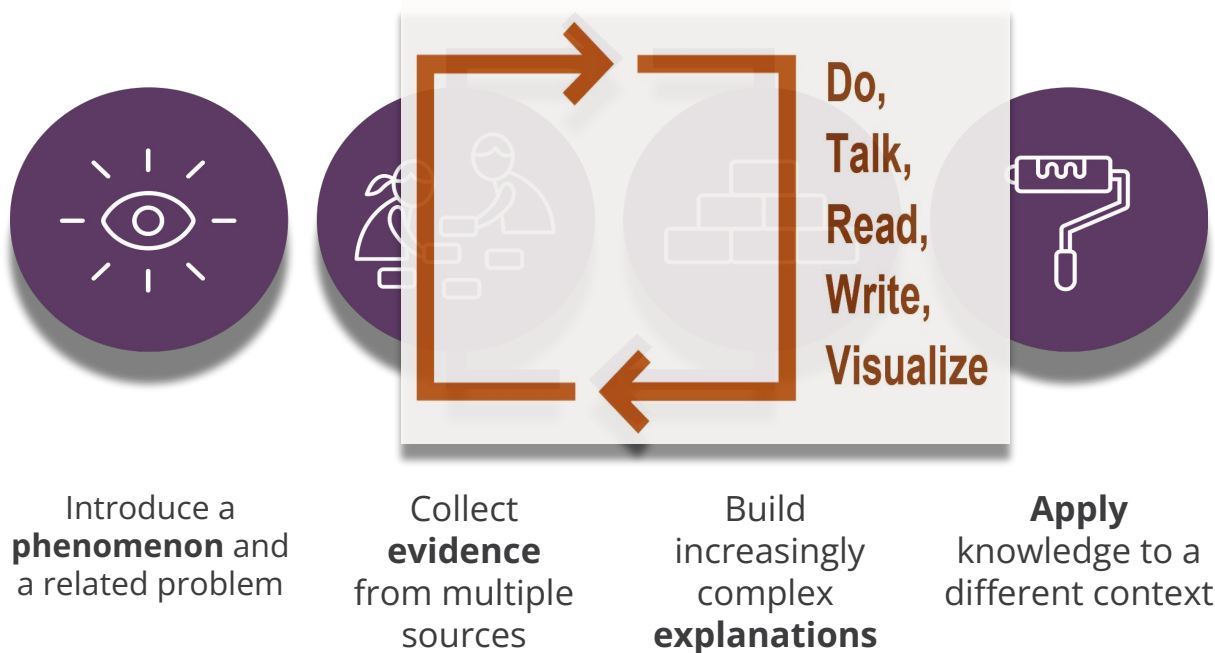 Do,
Talk,
Read,
Write,
Visualize
Introduce a
phenomenon and
a related problem
Collect
evidence
from multiple
sources
Build
increasingly
complex
explanations
Apply
knowledge to a
different context